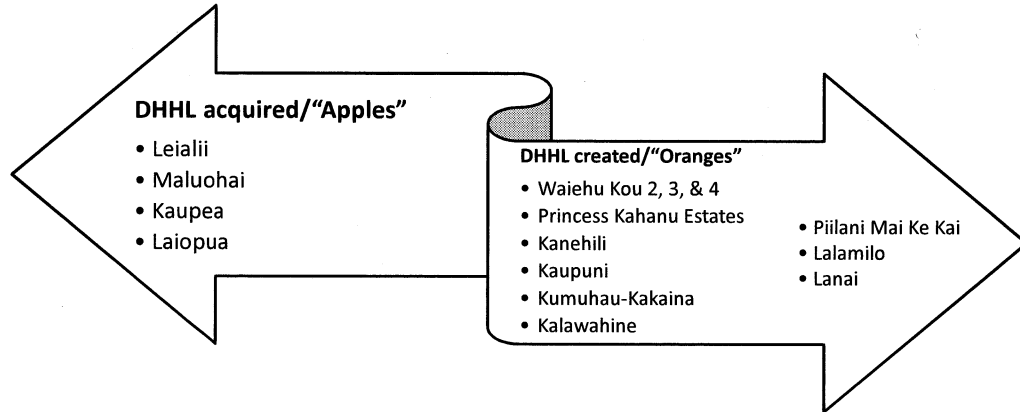 DHHL acquired/“Apples”
• Leialii
• Maluohai
• Kaupea
• Laiopua
DHHL created/“Oranges”
• Waiehu Kou 2, 3, & 4
• Princess Kahanu Estates
• Kanehili
• Kaupuni
• Kumuhau-Kakaina
• Kalawahine
• Piilani Mai Ke Kai
• Lalamilo
• Lanai